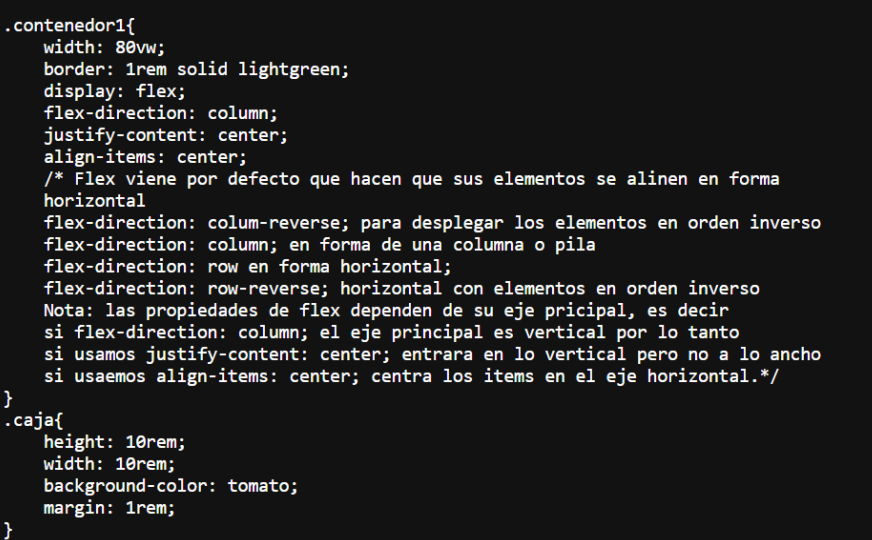 .contenedor1{
    width: 80vw;
    border: 1rem solid lightgreen;
    display: flex;
    flex-direction: column;
    justify-content: center;
    align-items: center;
    /* Flex viene por defecto que hacen que sus elementos se alinen en forma
    horizontal
    flex-direction: colum-reverse; para desplegar los elementos en orden inverso
    flex-direction: column; en forma de una columna o pila
    flex-direction: row en forma horizontal;
    flex-direction: row-reverse; horizontal con elementos en orden inverso
    Nota: las propiedades de flex dependen de su eje pricipal, es decir
    si flex-direction: column; el eje principal es vertical por lo tanto
    si usamos justify-content: center; entrara en lo vertical pero no a lo ancho
    si usaemos align-items: center; centra los items en el eje horizontal.*/
}
.caja{
    height: 10rem;
    width: 10rem;
    background-color: tomato;
    margin: 1rem;
}